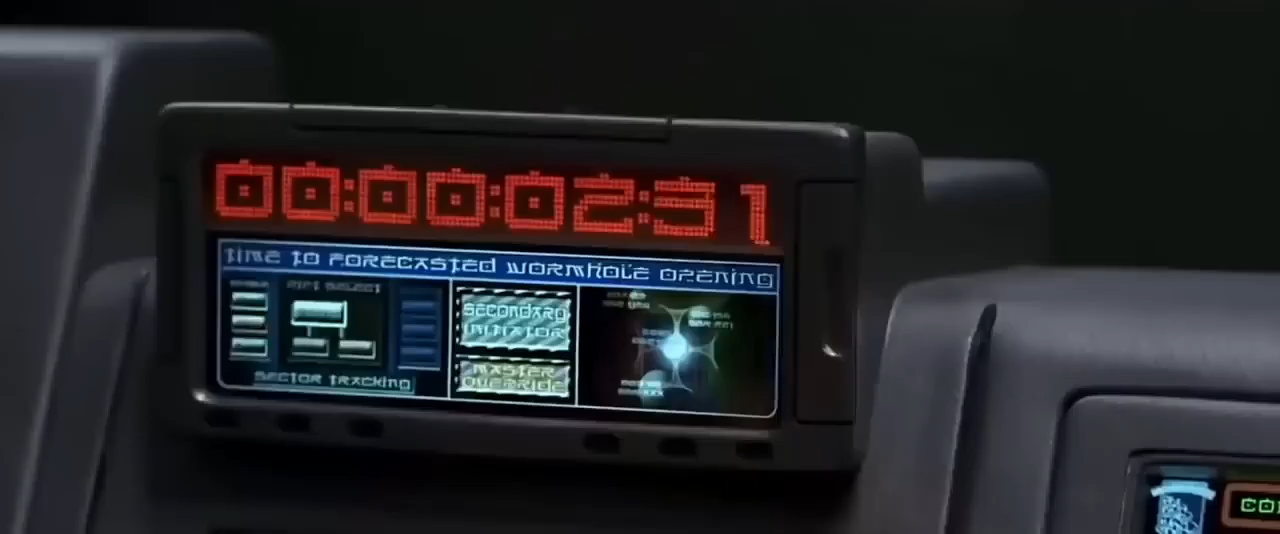 00:00:02:31
TIME TO FORECASTED WORMHOLE OPENING
RIFT SELECT
SECTOR TRACKING
SECONDARY
INITIATOR
MASTER
OVERRIDE